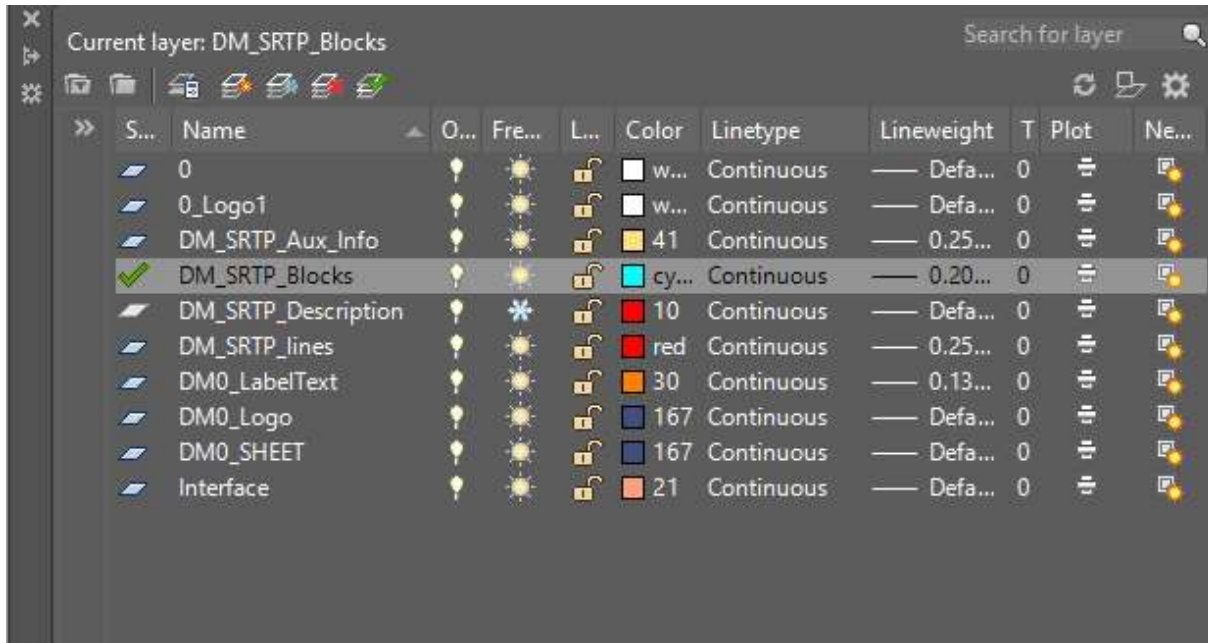 Current layer: DM_SRTP_Blocks Search for layer
S... Name O... Fre... L... Color Linetype Lineweight T Plot Ne...
0 w... Continuous Defa... 0
0_Logo1 w... Continuous Defa... 0
DM_SRTP_Aux_Info 41 Continuous 0.25... 0
DM_SRTP_Blocks cy... Continuous 0.20... 0
DM_SRTP_Description 10 Continuous Defa... 0
DM_SRTP_lines red Continuous 0.25... 0
DM0_LabelText 30 Continuous 0.13... 0
DM0_Logo 167 Continuous Defa... 0
DM0_SHEET 167 Continuous Defa... 0
Interface 21 Continuous Defa... 0